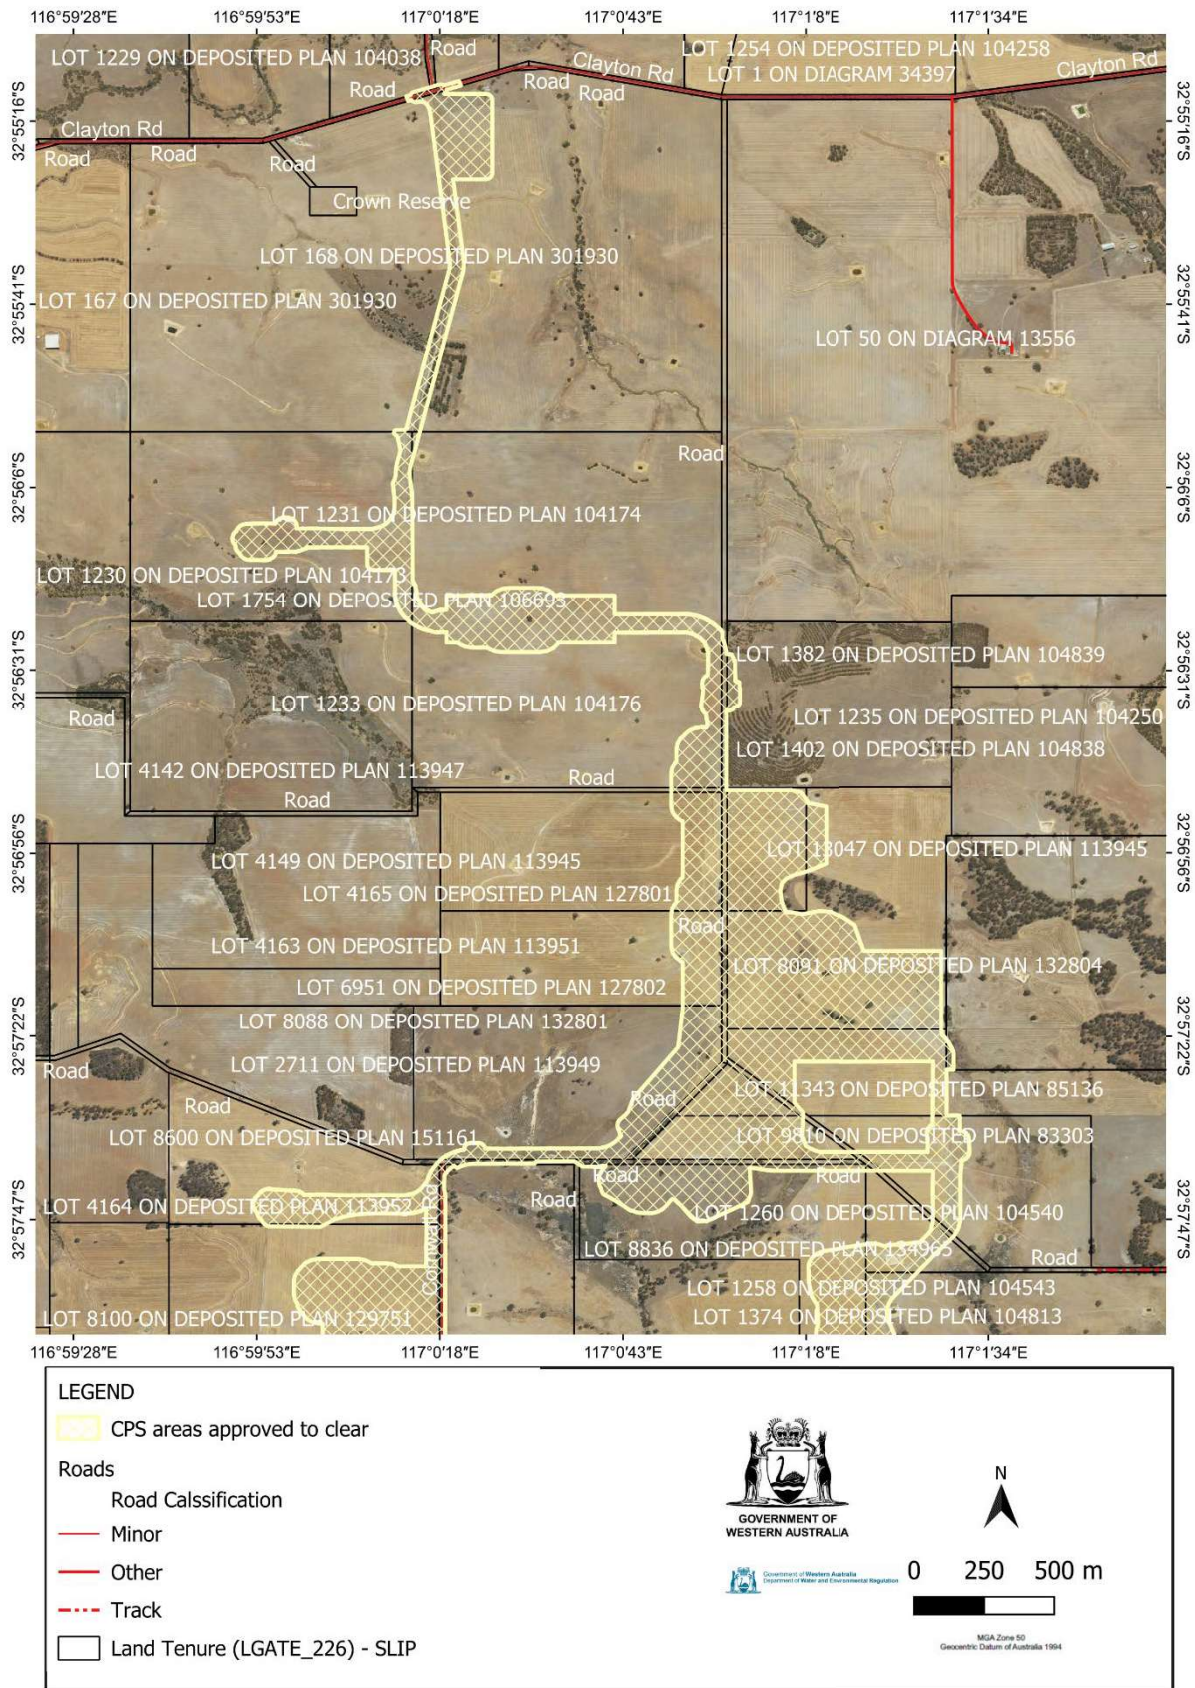 116°59'28"E 116°59'53"E 117°0'18"E 117°0'43"E 117°1'8"E 117°1'34"E
LOT 1229 ON DEPOSITED PLAN 104038
Road
LOT 1254 ON DEPOSITED PLAN 104258
Clayton Rd
LOT 1 ON DIAGRAM 34397
Clayton Rd
Road
Road
Road
32°55'16"S
32°55'16"S
Clayton Rd
Road
Road
Road
Crown Reserve
LOT 168 ON DEPOSITED PLAN 301930
LOT 167 ON DEPOSITED PLAN 301930
32°55'41"S
32°55'41"S
LOT 50 ON DIAGRAM 13556
Road
32°56'6"S
32°56'6"S
LOT 1231 ON DEPOSITED PLAN 104174
LOT 1230 ON DEPOSITED PLAN 104173
LOT 1754 ON DEPOSITED PLAN 106693
LOT 1382 ON DEPOSITED PLAN 104839
32°56'31"S
32°56'31"S
LOT 1233 ON DEPOSITED PLAN 104176
Road
LOT 1235 ON DEPOSITED PLAN 104250
LOT 1402 ON DEPOSITED PLAN 104838
LOT 4142 ON DEPOSITED PLAN 113947
Road
Road
32°56'56"S
32°56'56"S
LOT 4149 ON DEPOSITED PLAN 113945
LOT 13047 ON DEPOSITED PLAN 113945
LOT 4165 ON DEPOSITED PLAN 127801
Road
LOT 4163 ON DEPOSITED PLAN 113951
LOT 8091 ON DEPOSITED PLAN 132804
LOT 6951 ON DEPOSITED PLAN 127802
LOT 8088 ON DEPOSITED PLAN 132801
32°57'22"S
32°57'22"S
LOT 2711 ON DEPOSITED PLAN 113949
Road
Road
Road
LOT 11343 ON DEPOSITED PLAN 85136
LOT 8600 ON DEPOSITED PLAN 151161
LOT 9810 ON DEPOSITED PLAN 83303
Road
Road
Road
LOT 4164 ON DEPOSITED PLAN 113952
Cornwall Rd
LOT 1260 ON DEPOSITED PLAN 104540
32°57'47"S
32°57'47"S
LOT 8836 ON DEPOSITED PLAN 134965
Road
LOT 1258 ON DEPOSITED PLAN 104543
LOT 8100 ON DEPOSITED PLAN 129751
LOT 1374 ON DEPOSITED PLAN 104813
116°59'28"E 116°59'53"E 117°0'18"E 117°0'43"E 117°1'8"E 117°1'34"E
LEGEND
CPS areas approved to clear
Roads
Road Calssification
Minor
Other
Track
Land Tenure (LGATE_226) - SLIP
GOVERNMENT OF
WESTERN AUSTRALIA
Government of Western Australia
Department of Water and Environmental Regulation
N
0 250 500 m
MGA Zone 50
Geocentric Datum of Australia 1994